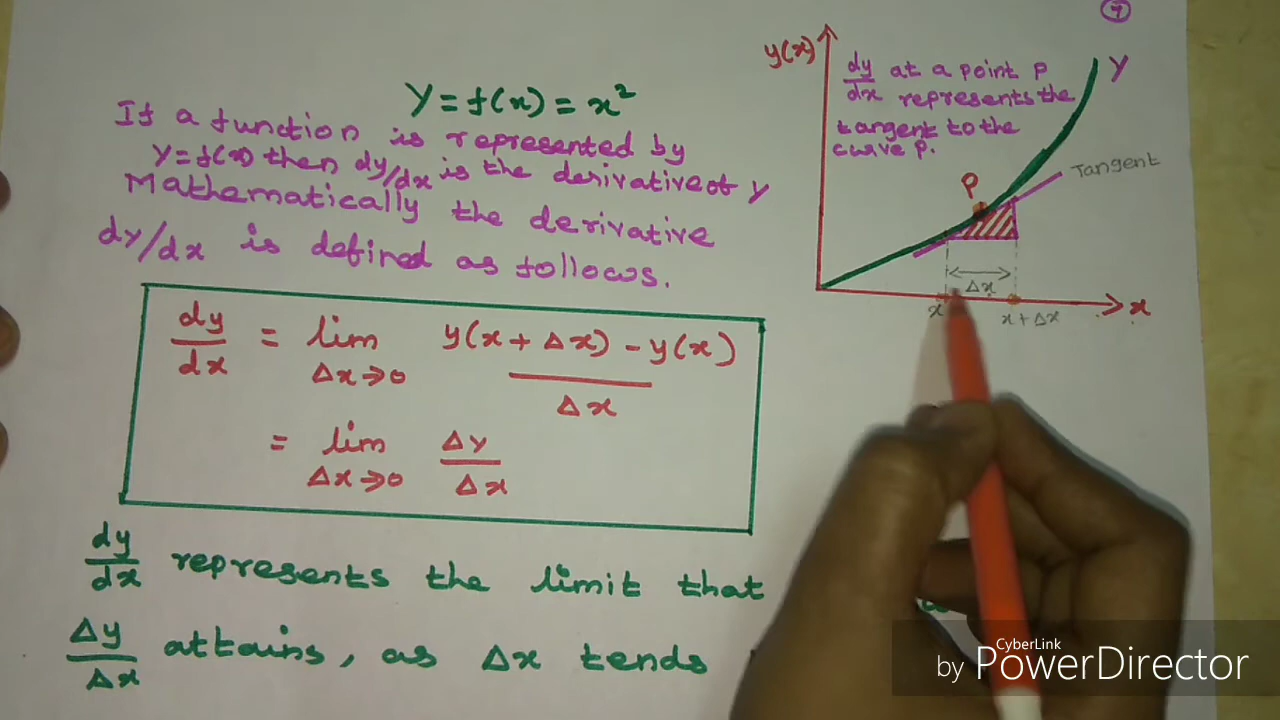 7
Y = f(x) = x²
If a function is represented by
Y=f(x) then dy/dx is the derivative of y
Mathematically the derivative
dy/dx is defined as follows.
dy/dx = lim Δx→0 y(x + Δx) - y(x) / Δx
= lim Δx→0 Δy / Δx
dy/dx represents the limit that
Δy/Δx attains, as Δx tends
y(x)
dy/dx at a point P
represents the
tangent to the
curve P.
Y
Tangent
P
Δx
x
x + Δx
x
CyberLink
by PowerDirector